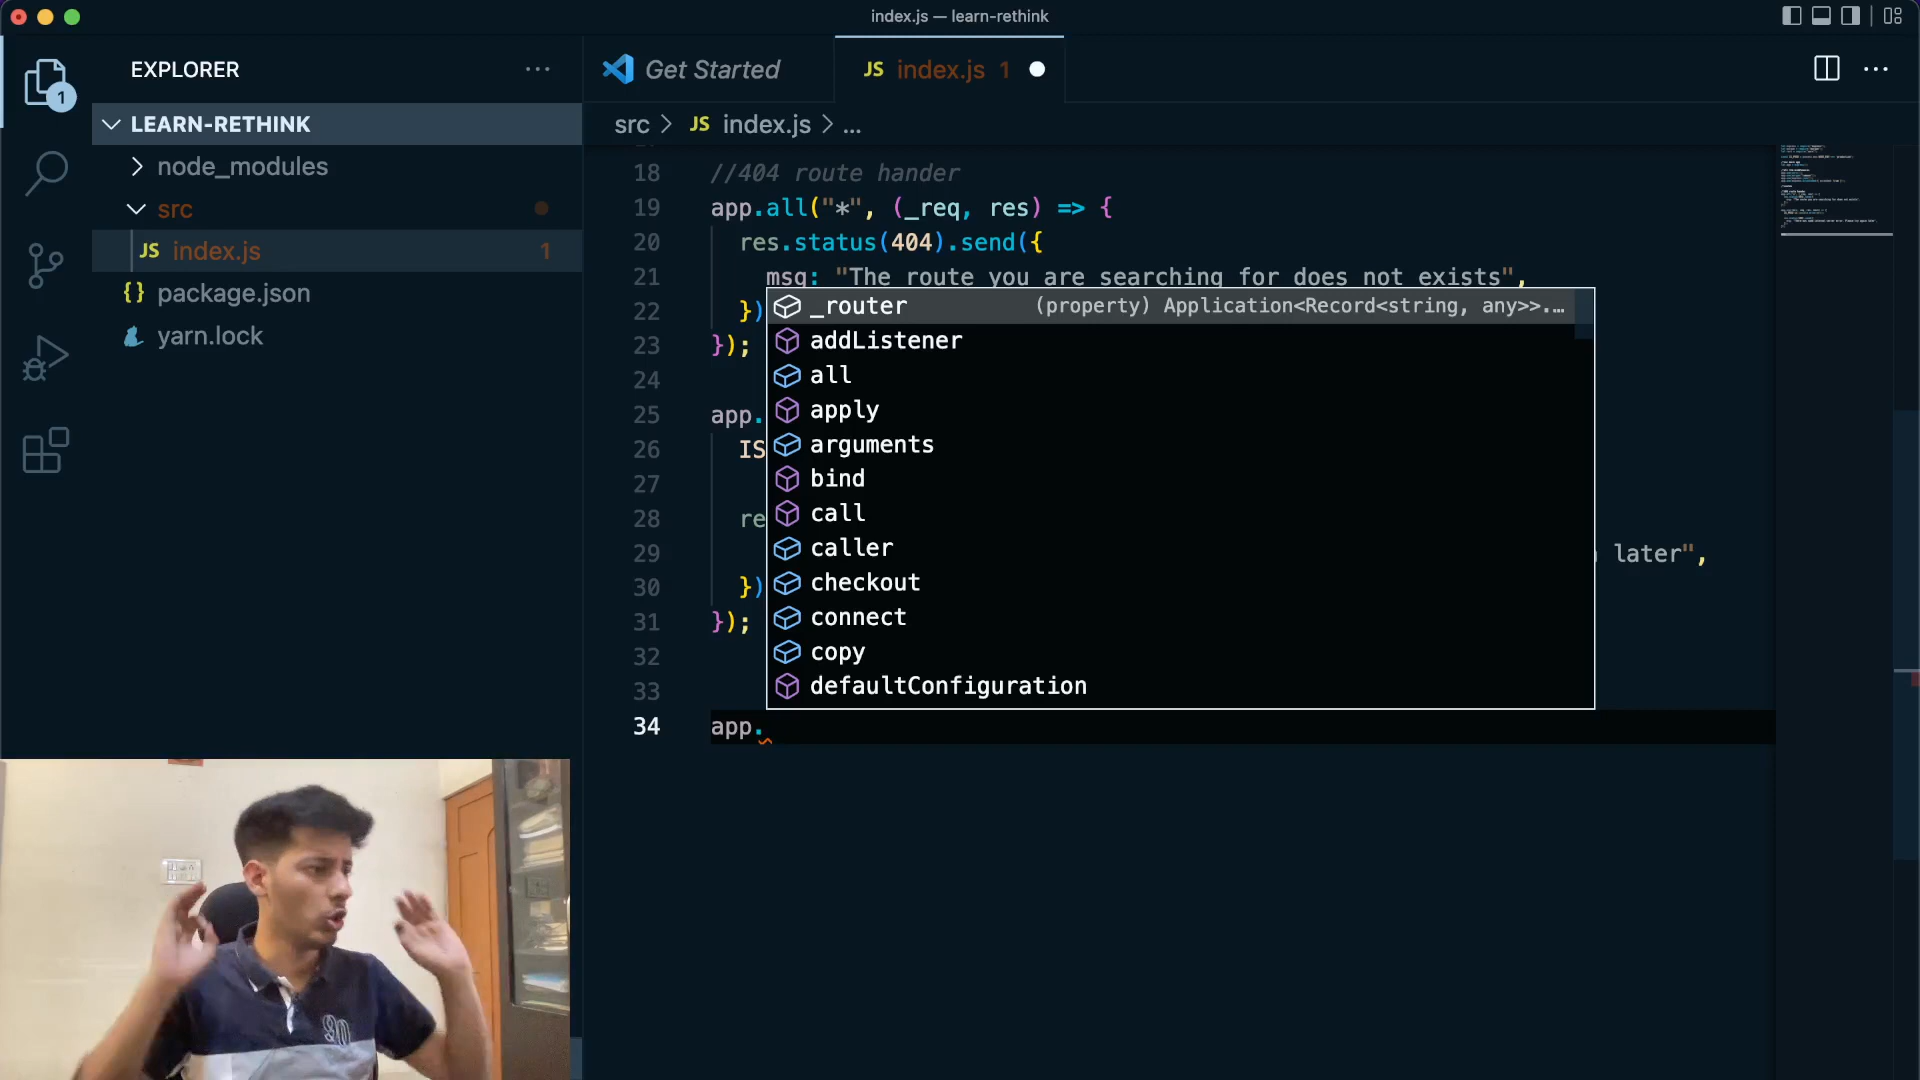 index.js — learn-rethink
EXPLORER
1
LEARN-RETHINK
node_modules
src
JS index.js 1
{} package.json
yarn.lock
Get Started
JS index.js 1
src > JS index.js > ...
18 //404 route hander
19 app.all("*", (_req, res) => {
20 res.status(404).send({
21 msg: "The route you are searching for does not exists",
22 })
23 });
24
25 app.
26 IS
27
28 re
29 later",
30 })
31 });
32
33
34 app.
_router (property) Application<Record<string, any>>.…
addListener
all
apply
arguments
bind
call
caller
checkout
connect
copy
defaultConfiguration